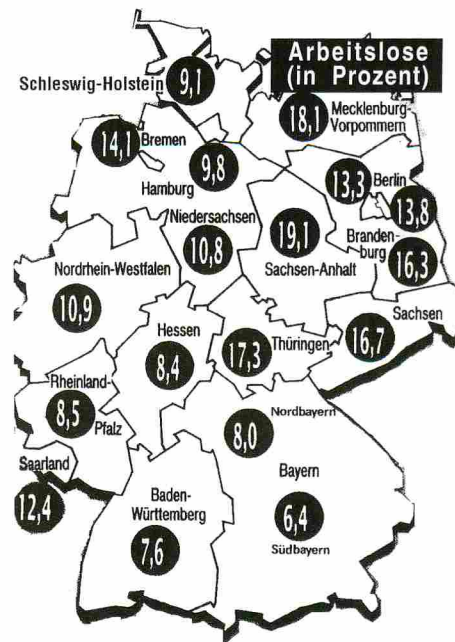 Arbeitslose
(in Prozent)
Schleswig-Holstein
9,1
18,1
Mecklenburg-
Vorpommern
14,1
Bremen
9,8
Hamburg
13,3
Berlin
13,8
Niedersachsen
10,8
19,1
Sachsen-Anhalt
Branden-
burg
16,3
Nordrhein-Westfalen
10,9
Hessen
8,4
17,3
Thüringen
16,7
Sachsen
Rheinland-
8,5
Pfalz
8,0
Nordbayern
Saarland
12,4
Baden-
Württemberg
7,6
Bayern
6,4
Südbayern